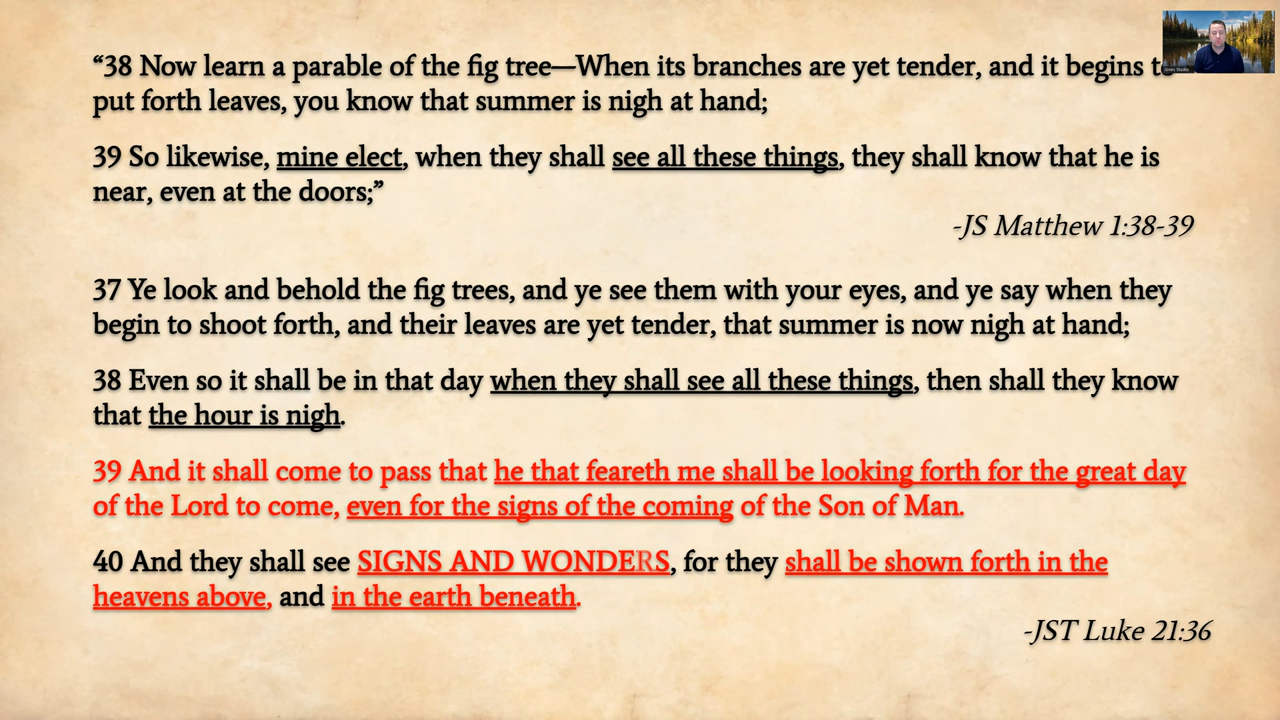 “38 Now learn a parable of the fig tree—When its branches are yet tender, and it begins
put forth leaves, you know that summer is nigh at hand;
39 So likewise, mine elect, when they shall see all these things, they shall know that he is
near, even at the doors;”
-JS Matthew 1:38-39
37 Ye look and behold the fig trees, and ye see them with your eyes, and ye say when they
begin to shoot forth, and their leaves are yet tender, that summer is now nigh at hand;
38 Even so it shall be in that day when they shall see all these things, then shall they know
that the hour is nigh.
39 And it shall come to pass that he that feareth me shall be looking forth for the great day
of the Lord to come, even for the signs of the coming of the Son of Man.
40 And they shall see SIGNS AND WONDERS, for they shall be shown forth in the
heavens above, and in the earth beneath.
-JST Luke 21:36